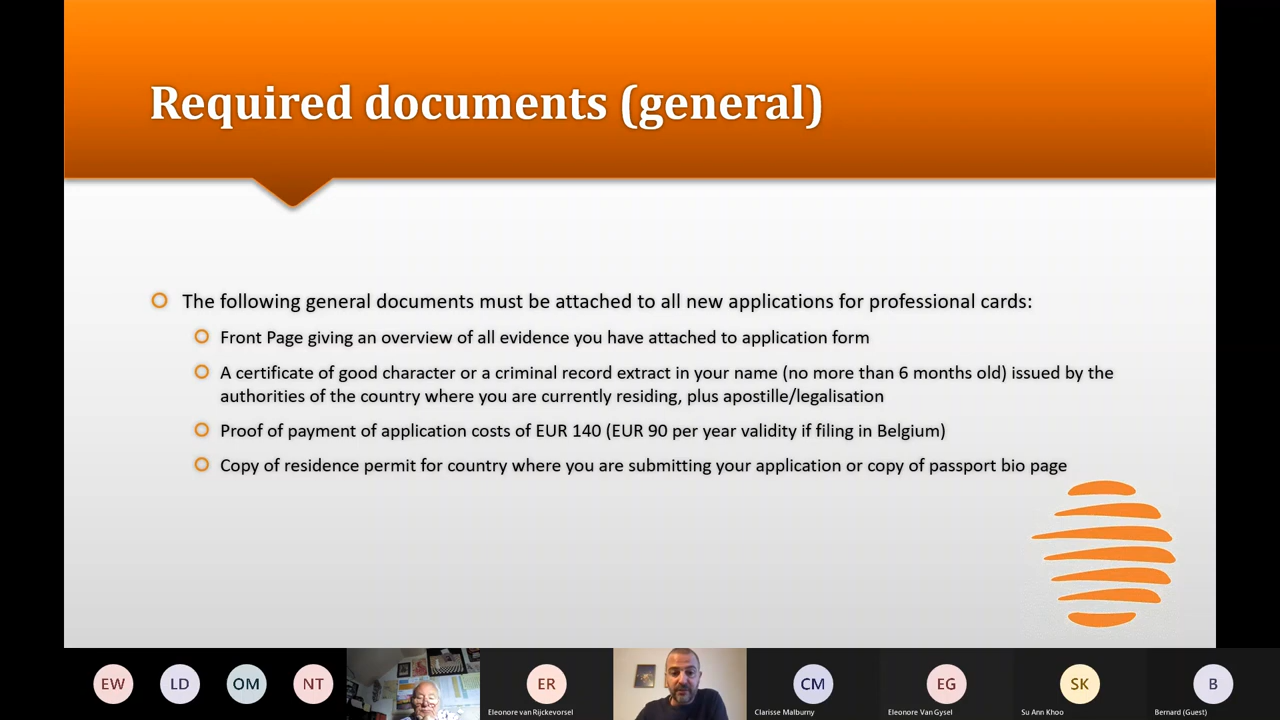 Required documents (general)
The following general documents must be attached to all new applications for professional cards:
Front Page giving an overview of all evidence you have attached to application form
A certificate of good character or a criminal record extract in your name (no more than 6 months old) issued by the
authorities of the country where you are currently residing, plus apostille/legalisation
Proof of payment of application costs of EUR 140 (EUR 90 per year validity if filing in Belgium)
Copy of residence permit for country where you are submitting your application or copy of passport bio page
EW
LD
OM
NT
ER
CM
EG
SK
B
Eleonore van Rijckevorsel
Clarisse Malburny
Eleonore Van Gysel
Su Ann Khoo
Bernard (Guest)